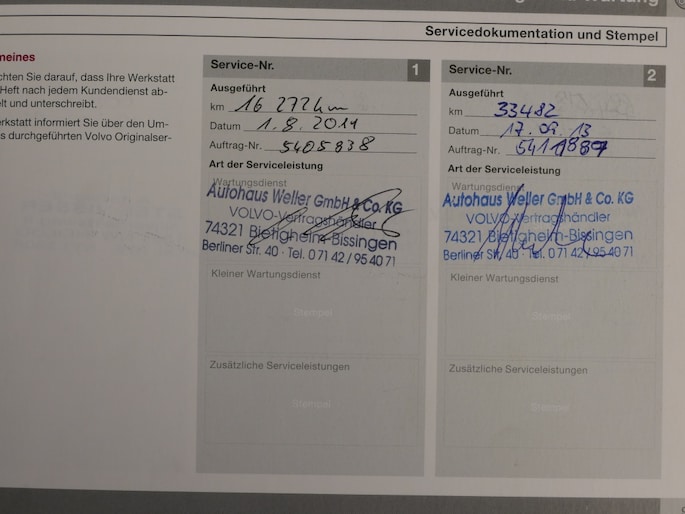 Servicedokumentation und Stempel
meines
chten Sie darauf, dass Ihre Werkstatt
Heft nach jedem Kundendienst ab-
elt und unterschreibt.
erkstatt informiert Sie über den Um-
s durchgeführten Volvo Originalser-
Service-Nr. 1
Ausgeführt
km 16 272 km
Datum 1.8.2011
Auftrag-Nr. 5405838
Art der Serviceleistung
Wartungsdienst
Autohaus Weller GmbH & Co. KG
VOLVO-Vertragshändler
74321 Bietigheim-Bissingen
Berliner Str. 40 · Tel. 0 71 42 / 95 40 71
Kleiner Wartungsdienst
Stempel
Zusätzliche Serviceleistungen
Stempel
Service-Nr. 2
Ausgeführt
km 33482
Datum 17.09.13
Auftrag-Nr.
Art der Serviceleistung
Wartungsdienst
Autohaus Weller GmbH & Co. KG
VOLVO-Vertragshändler
74321 Bietigheim-Bissingen
Berliner Str. 40 · Tel. 0 71 42 / 95 40 71
Kleiner Wartungsdienst
Stempel
Zusätzliche Serviceleistungen
Stempel